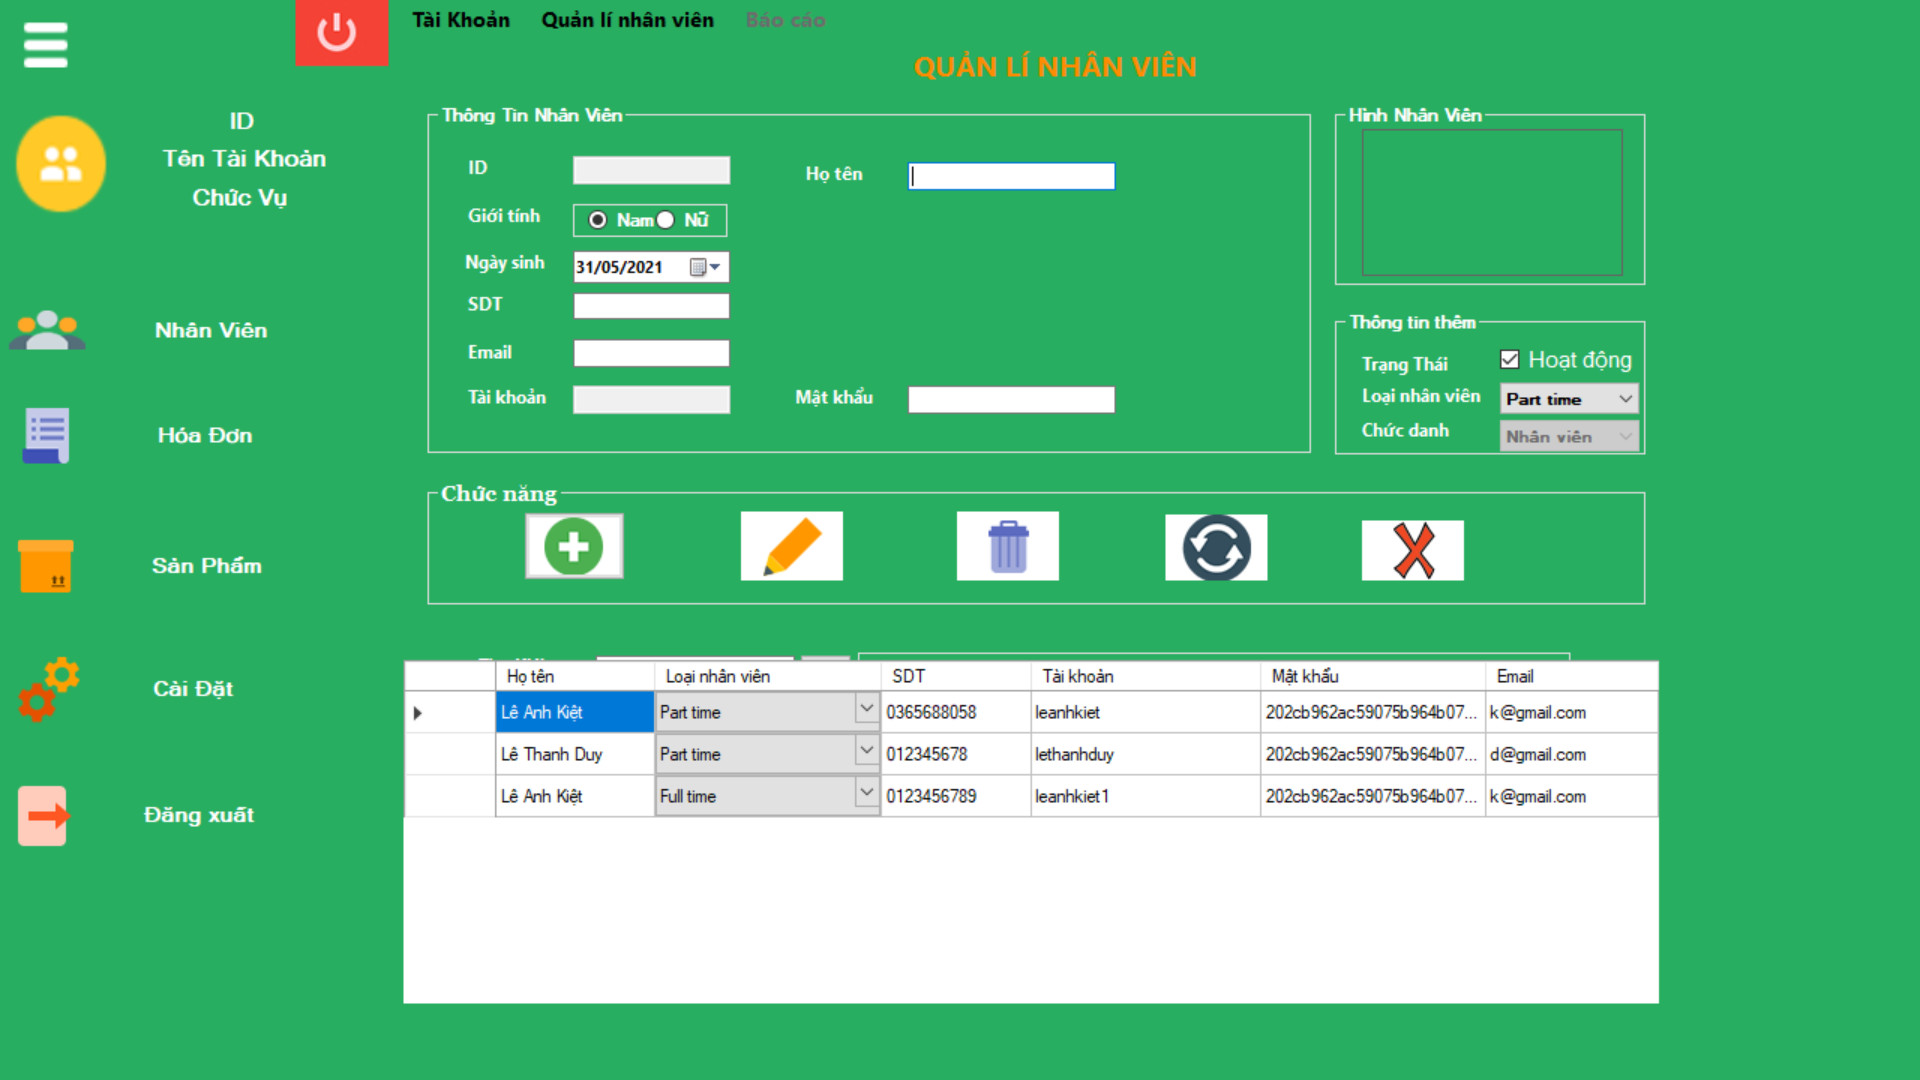 Tài Khoản Quản lí nhân viên Báo cáo
QUẢN LÍ NHÂN VIÊN
ID
Tên Tài Khoản
Chức Vụ
Nhân Viên
Hóa Đơn
Sản Phẩm
Cài Đặt
Đăng xuất
Thông Tin Nhân Viên
ID
Họ tên
Giới tính Nam Nữ
Ngày sinh 31/05/2021
SDT
Email
Tài khoản
Mật khẩu
Hình Nhân Viên
Thông tin thêm
Trạng Thái Hoạt động
Loại nhân viên Part time
Chức danh Nhân viên
Chức năng
Họ tên Loại nhân viên SDT Tài khoản Mật khẩu Email
Lê Anh Kiệt Part time 0365688058 leanhkiet 202cb962ac59075b964b07... k@gmail.com
Lê Thanh Duy Part time 012345678 lethanhduy 202cb962ac59075b964b07... d@gmail.com
Lê Anh Kiệt Full time 0123456789 leanhkiet1 202cb962ac59075b964b07... k@gmail.com